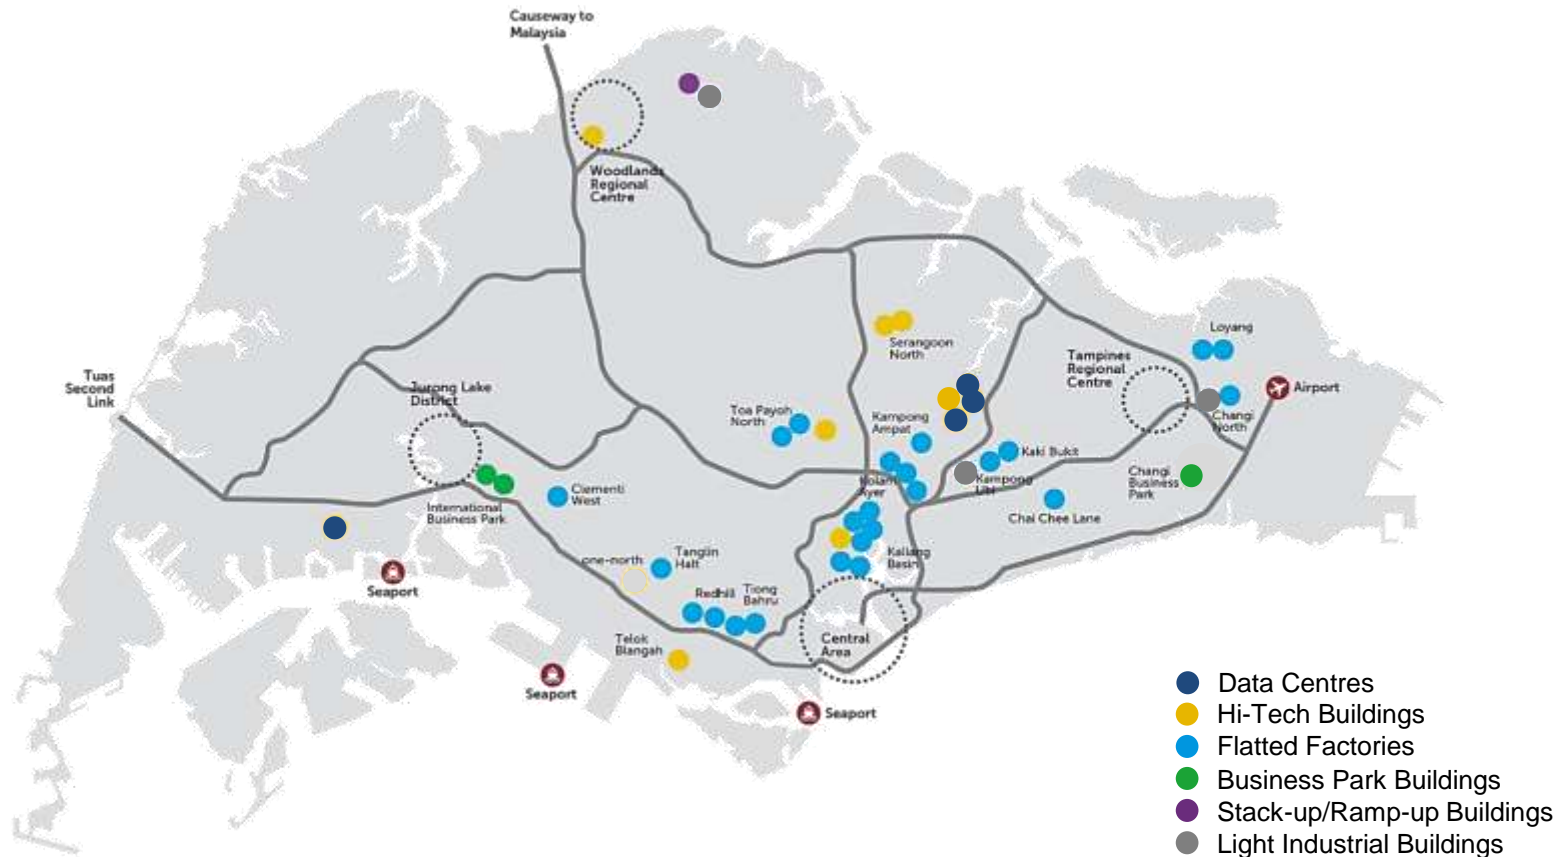 Causeway to
Malaysia
Woodlands
Regional
Centre
Serangoon
North
Loyang
Tampines
Regional
Centre
Airport
Tuas
Second
Link
Jurong Lake
District
Toa Payoh
North
Kampong
Ampat
Changi
North
Kaki Bukit
Kolam
Ayer
Kampong
Ubi
Changi
Business
Park
Clementi
West
International
Business Park
Chai Chee Lane
one-north
Tanglin
Halt
Kallang
Basin
Seaport
Redhill
Tiong
Bahru
Telok
Blangah
Central
Area
Seaport
Seaport
Data Centres
Hi-Tech Buildings
Flatted Factories
Business Park Buildings
Stack-up/Ramp-up Buildings
Light Industrial Buildings